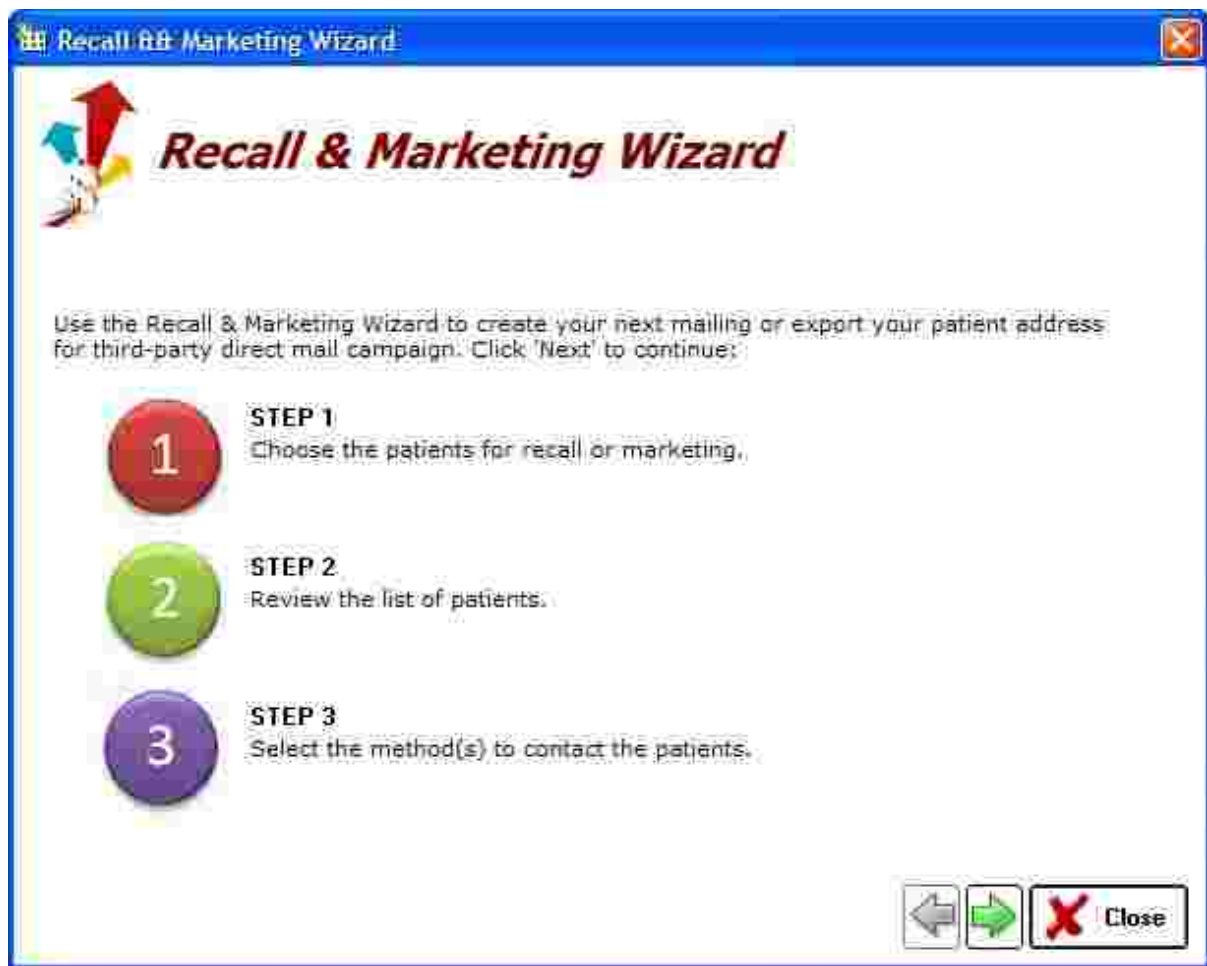 Recall && Marketing Wizard
Recall & Marketing Wizard
Use the Recall & Marketing Wizard to create your next mailing or export your patient address
for third-party direct mail campaign. Click 'Next' to continue:
1
STEP 1
Choose the patients for recall or marketing.
2
STEP 2
Review the list of patients.
3
STEP 3
Select the method(s) to contact the patients.
Close